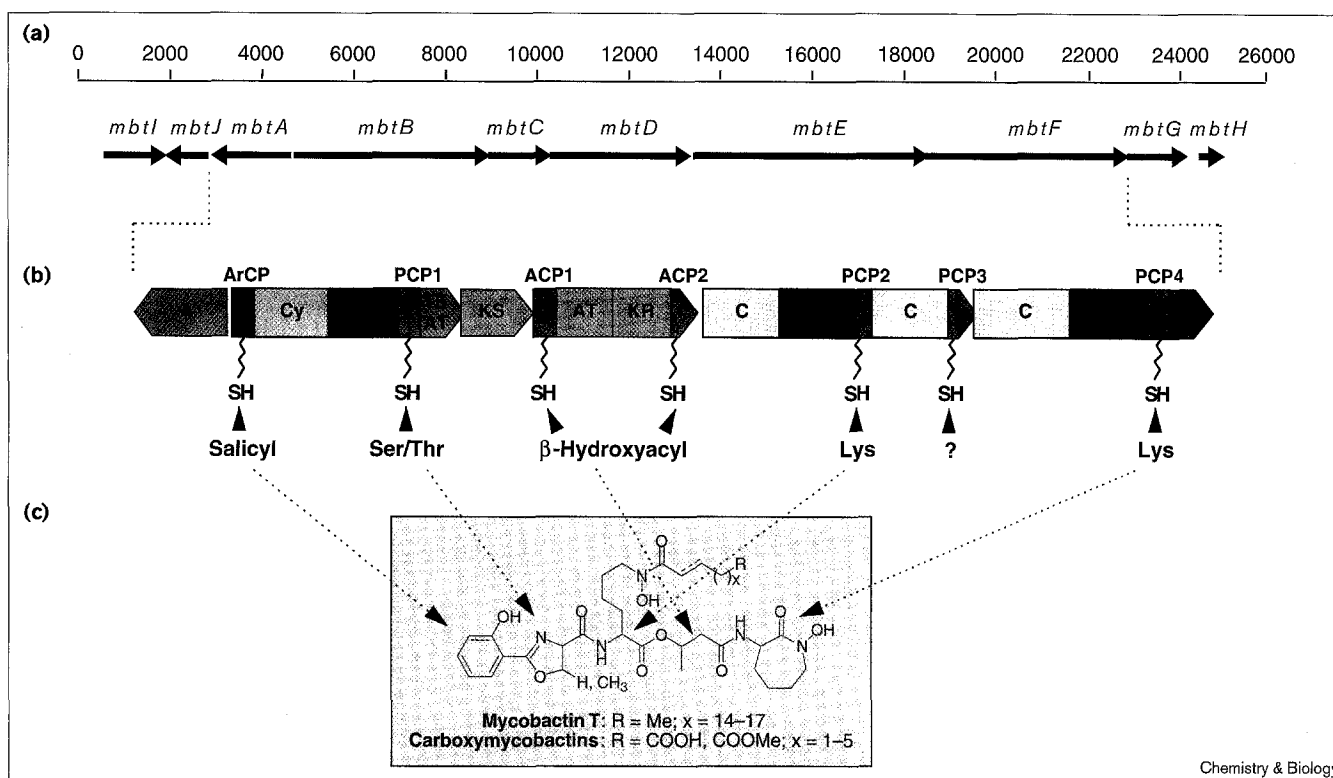 (a)
0 2000 4000 6000 8000 10000 12000 14000 16000 18000 20000 22000 24000 26000
mbtI mbtJ mbtA mbtB mbtC mbtD mbtE mbtF mbtG mbtH
(b)
ArCP PCP1 ACP1 ACP2 PCP2 PCP3 PCP4
Cy KS AT KR C C C
SH SH SH SH SH SH SH
Salicyl Ser/Thr β-Hydroxyacyl Lys ? Lys
(c)
O R
N ( )x
OH
OH O O
N N H O O H N N OH
O H, CH3 O O
Mycobactin T: R = Me; x = 14–17
Carboxymycobactins: R = COOH, COOMe; x = 1–5
Chemistry & Biology